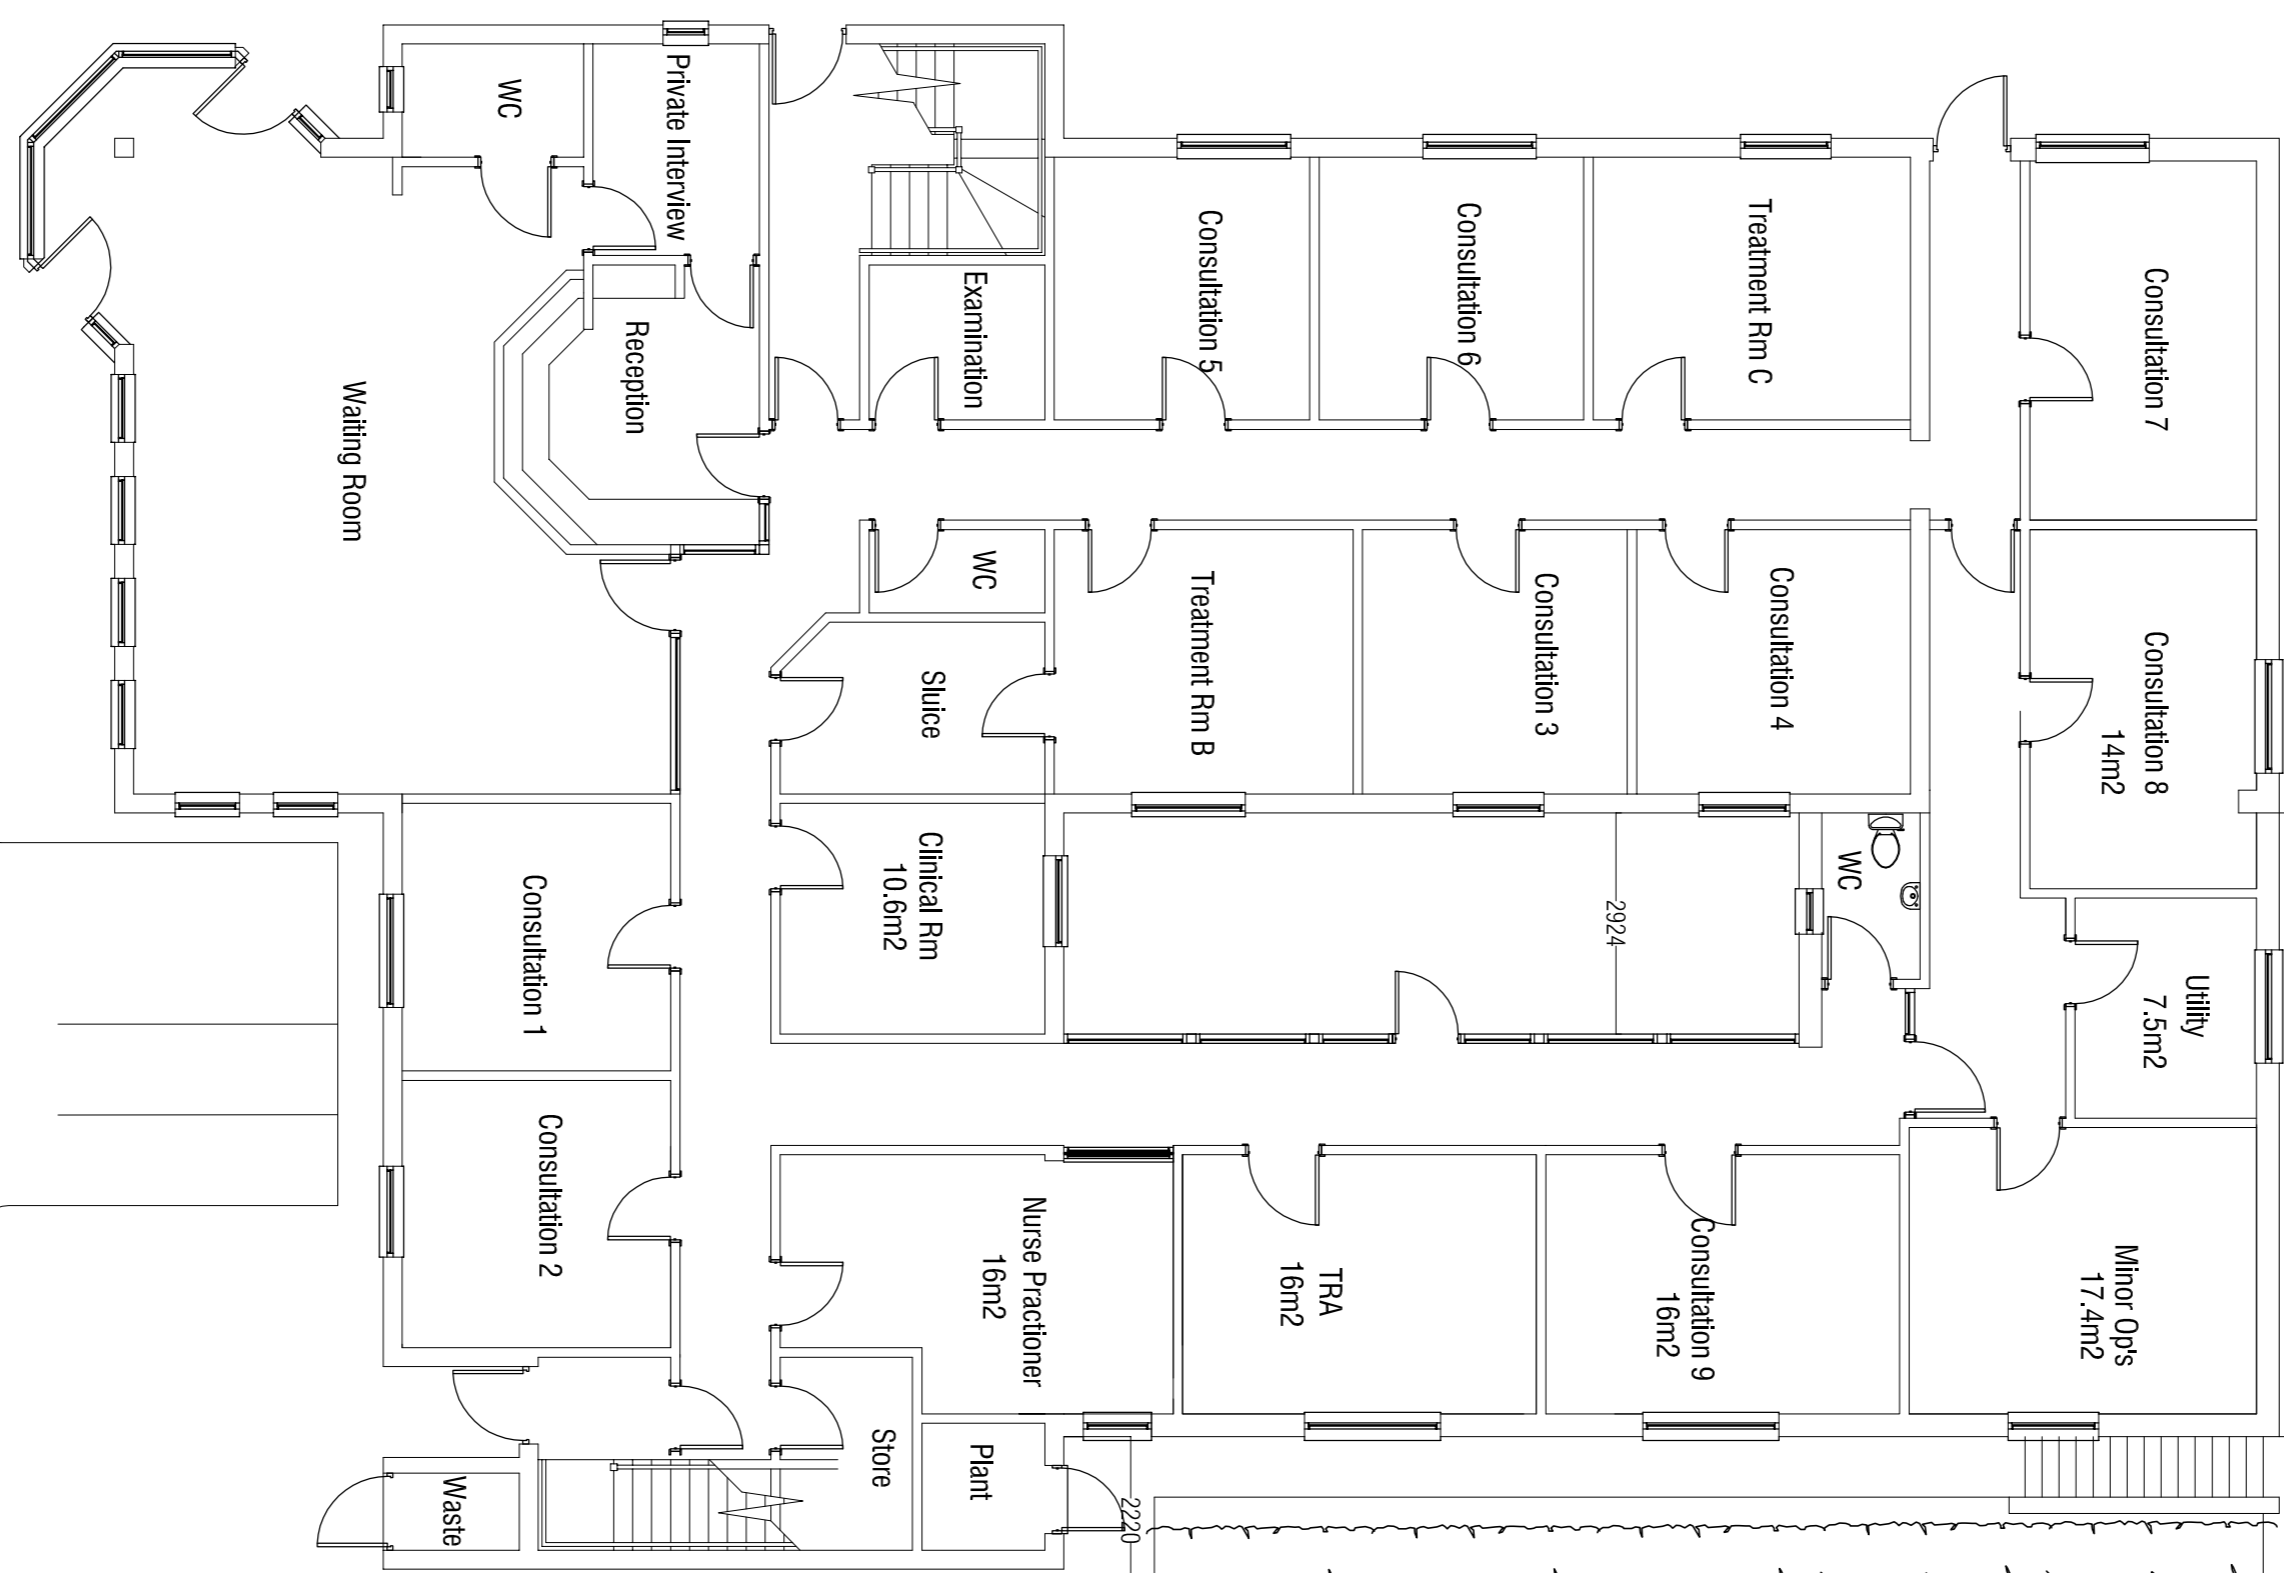 WC
Private Interview
Reception
Waiting Room
Examination
Consultation 5
Consultation 6
Treatment Rm C
Consultation 7
WC
Sluice
Treatment Rm B
Consultation 3
Consultation 4
Consultation 8
14m2
Clinical Rm
10.6m2
2924
WC
Utility
7.5m2
Consultation 1
Consultation 2
Nurse Practioner
16m2
TRA
16m2
Consultation 9
16m2
Minor Op's
17.4m2
Store
Plant
Waste
2220